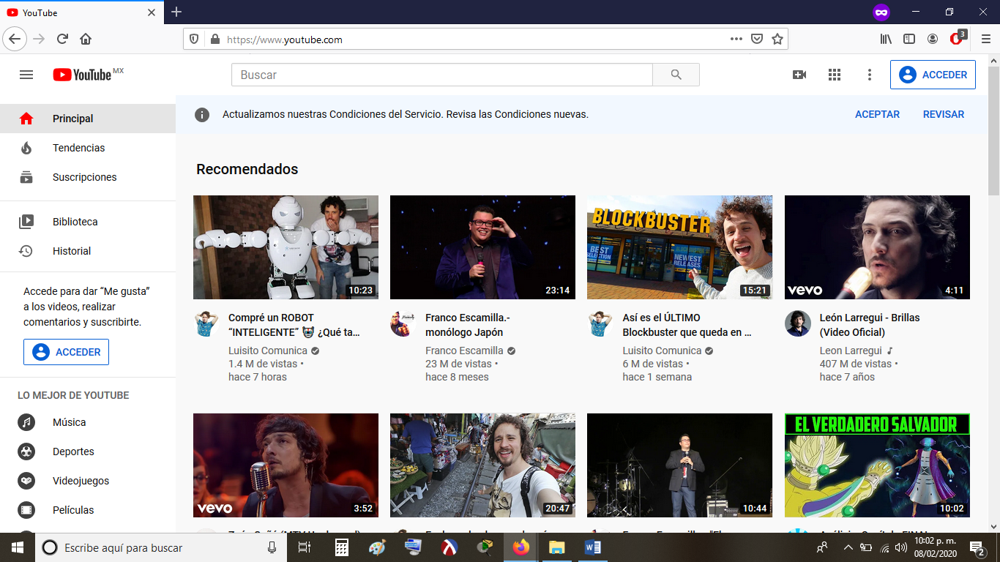 YouTube
https://www.youtube.com
3
YouTube MX
Buscar
ACCEDER
Principal
Tendencias
Suscripciones
Biblioteca
Historial
Accede para dar “Me gusta”
a los videos, realizar
comentarios y suscribirte.
ACCEDER
LO MEJOR DE YOUTUBE
Música
Deportes
Videojuegos
Películas
Actualizamos nuestras Condiciones del Servicio. Revisa las Condiciones nuevas.
ACEPTAR
REVISAR
Recomendados
10:23
Compré un ROBOT
“INTELIGENTE” 🤖 ¿Qué ta…
Luisito Comunica
1.4 M de vistas •
hace 7 horas
23:14
Franco Escamilla.-
monólogo Japón
Franco Escamilla
23 M de vistas •
hace 8 meses
BLOCKBUSTER
BEST
SELECTION
NEWEST
RELEASES
15:21
Así es el ÚLTIMO
Blockbuster que queda en …
Luisito Comunica
6 M de vistas •
hace 1 semana
vevo
4:11
León Larregui - Brillas
(Video Oficial)
Leon Larregui
407 M de vistas •
hace 7 años
vevo
3:52
20:47
10:44
EL VERDADERO SALVADOR
10:02
Escribe aquí para buscar
10:02 p. m.
08/02/2020
2